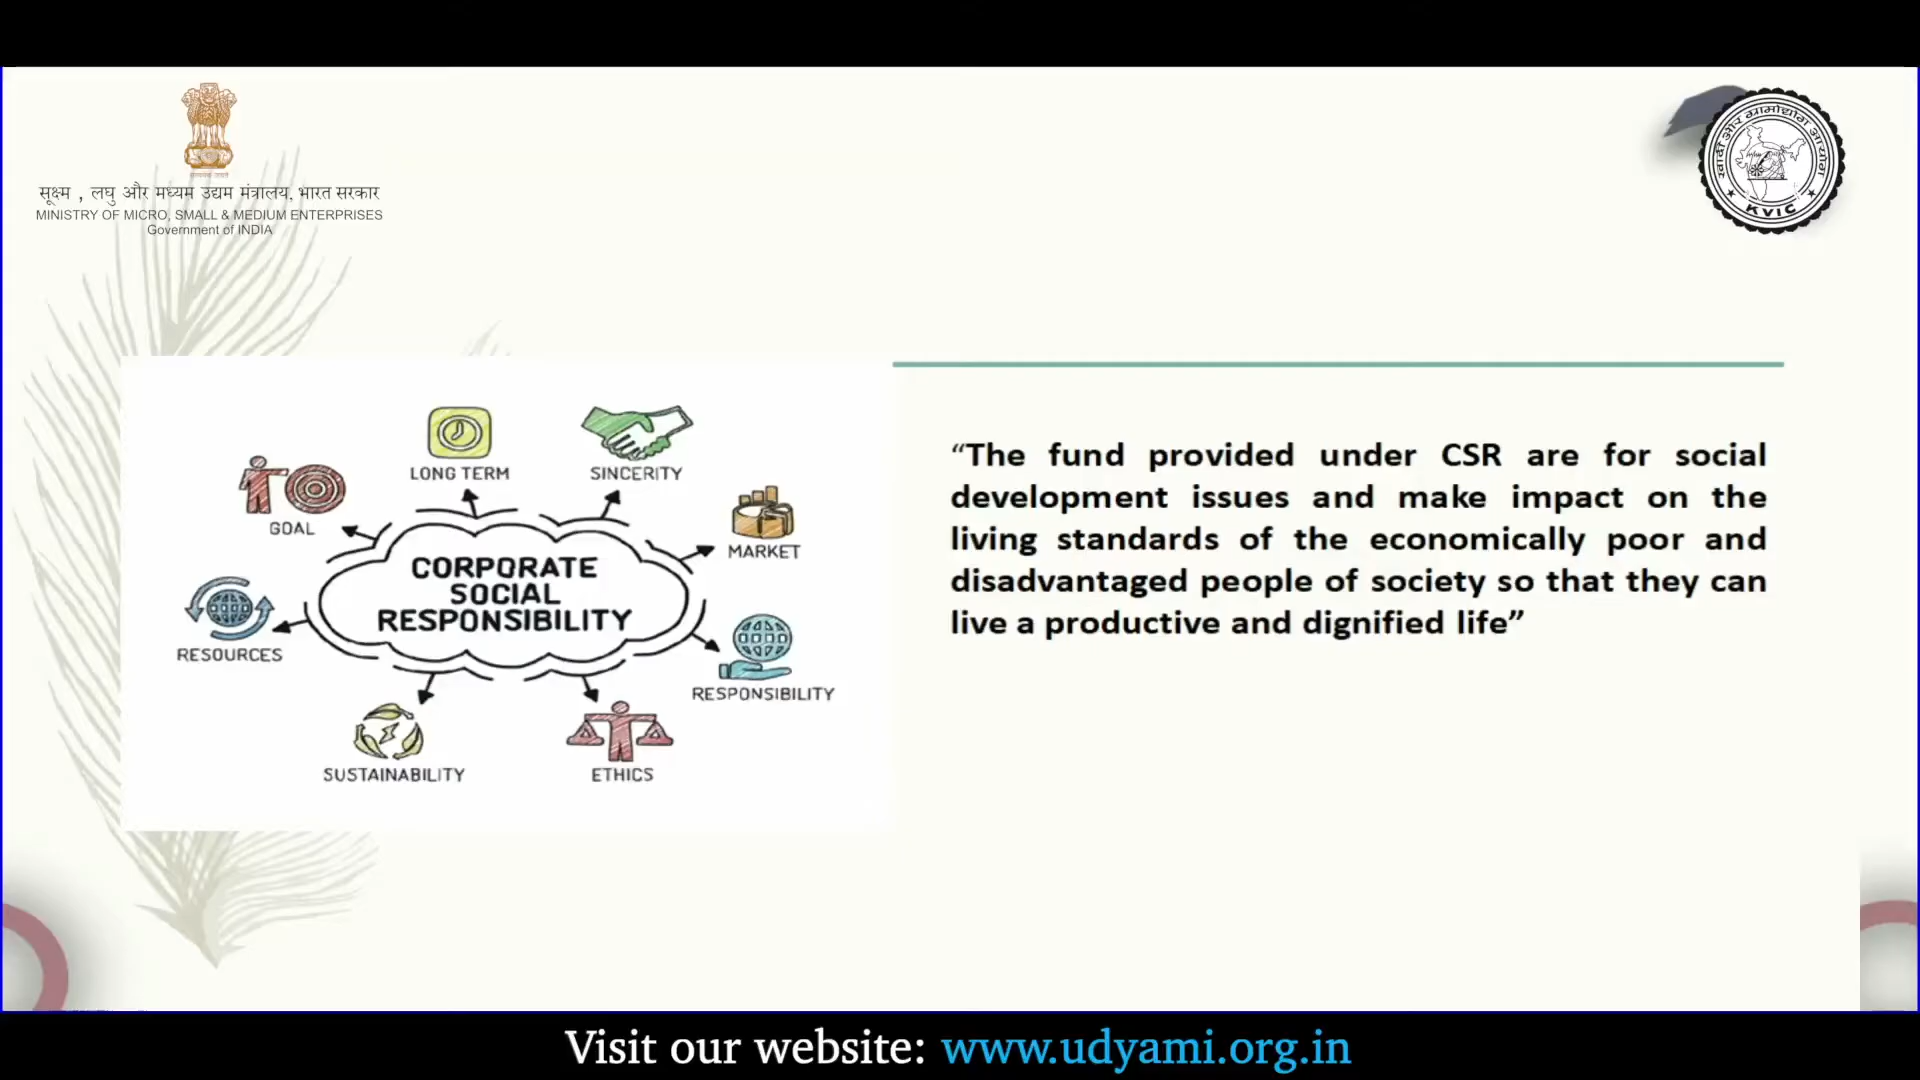 सूक्ष्म , लघु और मध्यम उद्यम मंत्रालय, भारत सरकार
MINISTRY OF MICRO, SMALL & MEDIUM ENTERPRISES
Government of INDIA
खादी और ग्रामोद्योग आयोग
KVIC
LONG TERM
SINCERITY
GOAL
MARKET
CORPORATE
SOCIAL
RESPONSIBILITY
RESOURCES
RESPONSIBILITY
SUSTAINABILITY
ETHICS
“The fund provided under CSR are for social
development issues and make impact on the
living standards of the economically poor and
disadvantaged people of society so that they can
live a productive and dignified life”
Visit our website: www.udyami.org.in